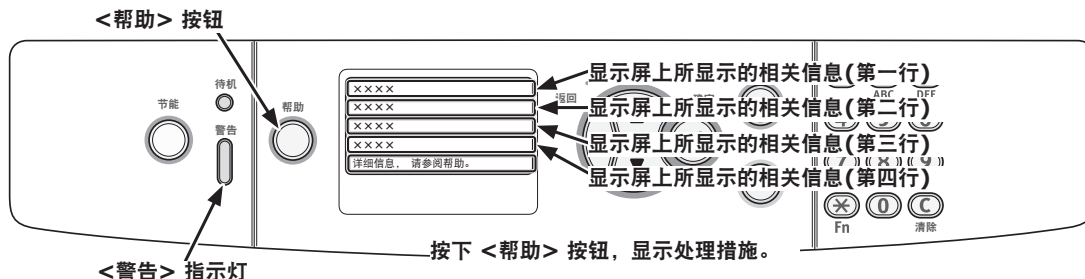 <帮助> 按钮
待机
节能
帮助
警告
××××
××××
××××
××××
详细信息， 请参阅帮助。
返回
显示屏上所显示的相关信息(第一行)
显示屏上所显示的相关信息(第二行)
显示屏上所显示的相关信息(第三行)
显示屏上所显示的相关信息(第四行)
ABC DEF
0 C
Fn 清除
按下 <帮助> 按钮，显示处理措施。
<警告> 指示灯